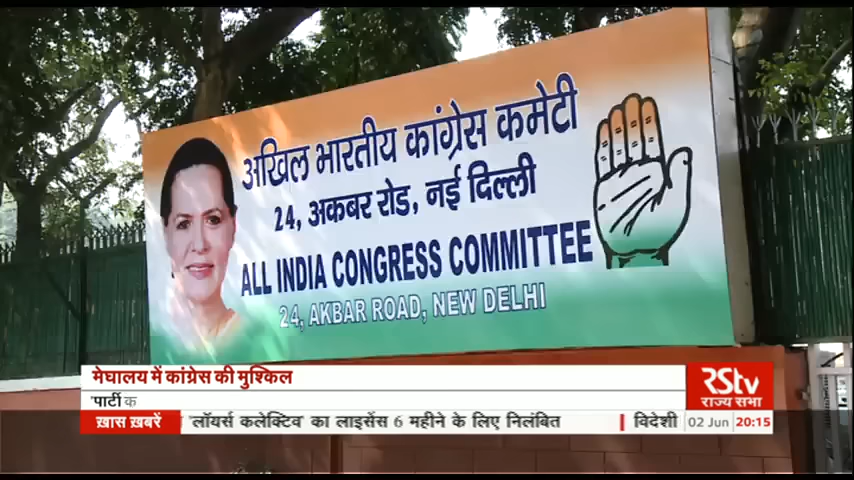 अखिल भारतीय कांग्रेस कमेटी
24, अकबर रोड, नई दिल्ली
ALL INDIA CONGRESS COMMITTEE
24, AKBAR ROAD, NEW DELHI
मेघालय में कांग्रेस की मुश्किल
'पार्टी क
RSTV
राज्य सभा
ख़ास ख़बरें 'लॉयर्स कलेक्टिव' का लाइसेंस 6 महीने के लिए निलंबित विदेशी 02 Jun 20:15